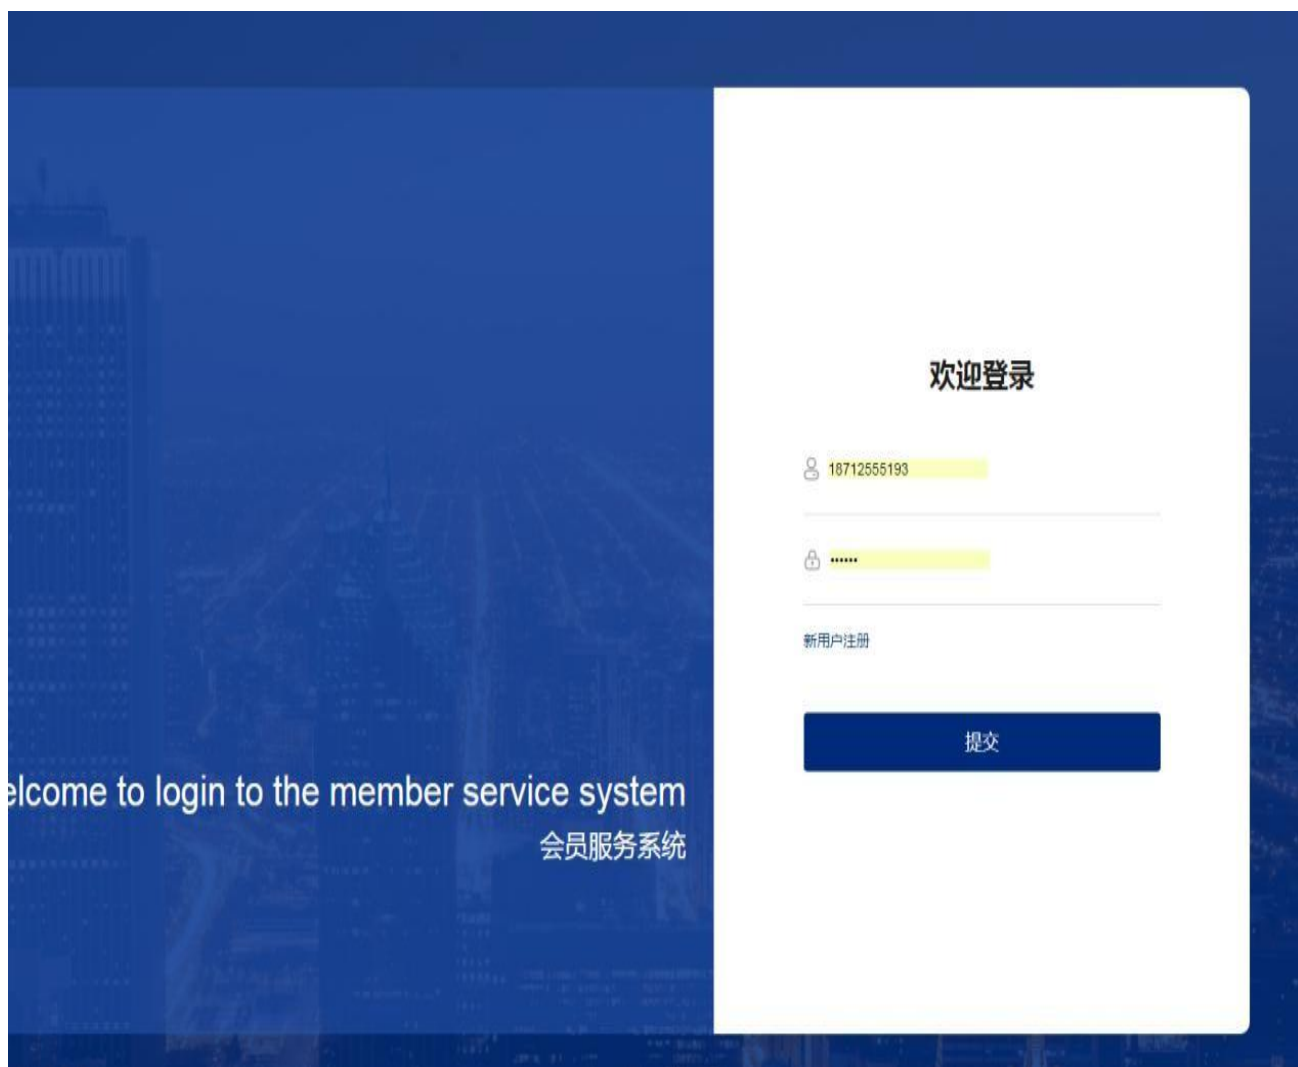 欢迎登录
18712555193
••••••
新用户注册
提交
elcome to login to the member service system
会员服务系统